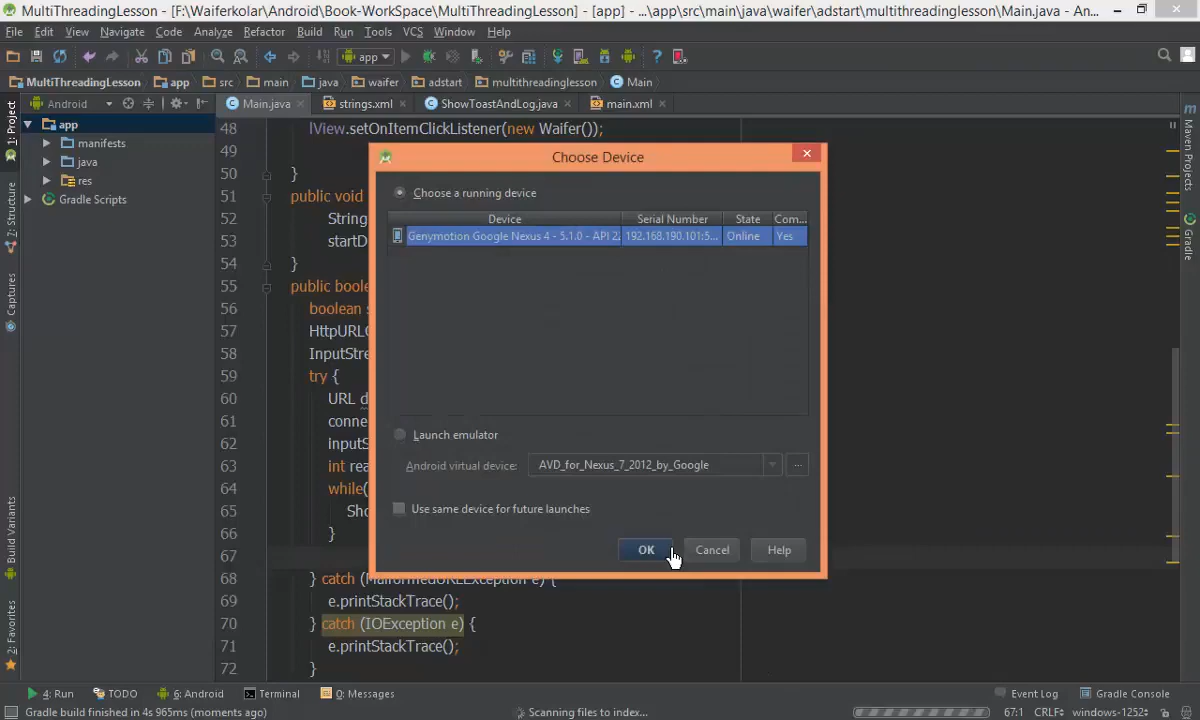 MultiThreadingLesson - [F:\Waiferkolar\Android\Book-WorkSpace\MultiThreadingLesson] - [app] - ...\app\src\main\java\waifer\adstart\multithreadinglesson\Main.java - An...
File Edit View Navigate Code Analyze Refactor Build Run Tools VCS Window Help
app
MultiThreadingLesson app src main java waifer adstart multithreadinglesson Main
Android Main.java strings.xml ShowToastAndLog.java main.xml
1: Project
Z: Structure
Captures
Build Variants
2: Favorites
app
manifests
java
res
Gradle Scripts
48 lView.setOnItemClickListener(new Waifer());
49
50 }
51 public void
52 String
53 startD
54 }
55 public boole
56 boolean s
57 HttpURLC
58 InputStre
59 try {
60 URL d
61 conne
62 inputS
63 int rea
64 while(
65 Sho
66 }
67
68 } catch (MalformedURLException e) {
69 e.printStackTrace();
70 } catch (IOException e) {
71 e.printStackTrace();
72 }
Choose Device
Choose a running device
Device Serial Number State Com...
Genymotion Google Nexus 4 - 5.1.0 - API 22 192.168.190.101:5... Online Yes
Launch emulator
Android virtual device: AVD_for_Nexus_7_2012_by_Google ...
Use same device for future launches
OK Cancel Help
Maven Projects
Gradle
4: Run TODO 6: Android Terminal 0: Messages Event Log Gradle Console
Gradle build finished in 4s 965ms (moments ago) Scanning files to index... 67:1 CRLF÷ windows-1252÷